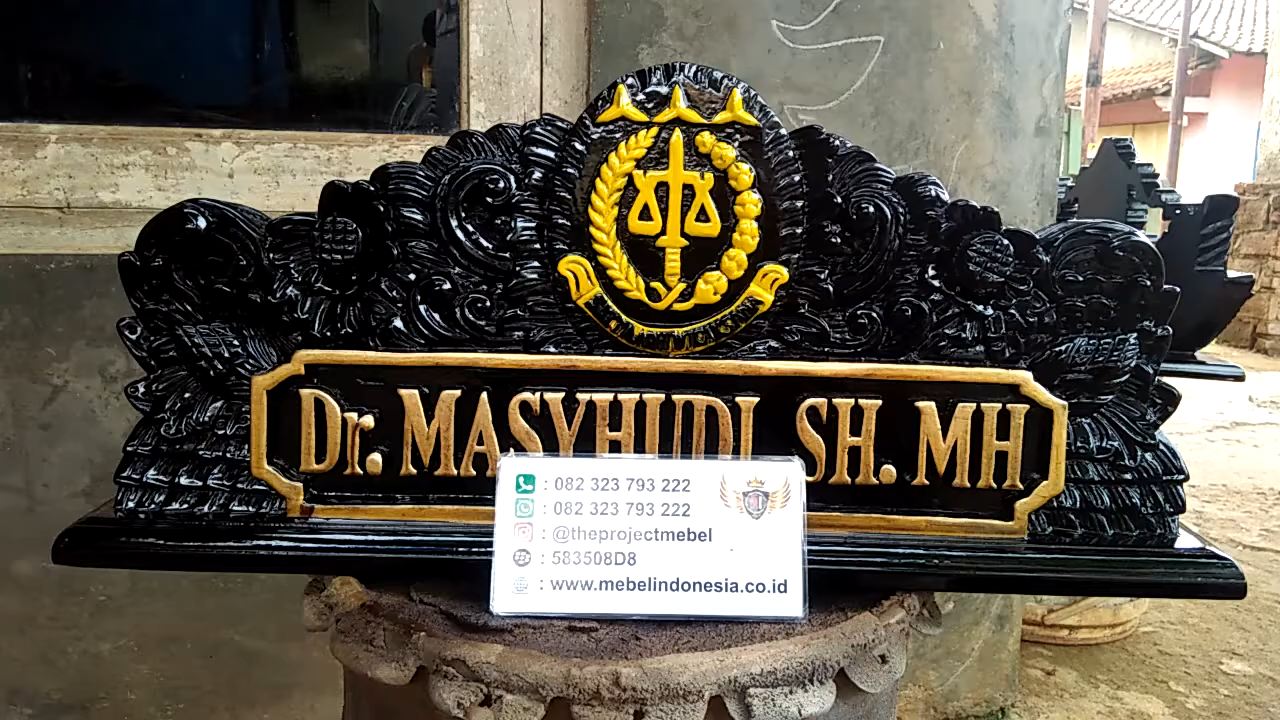 Dr. MASYHUDI SH. MH
: 082 323 793 222
: 082 323 793 222
: @theprojectmebel
: 583508D8
: www.mebelindonesia.co.id